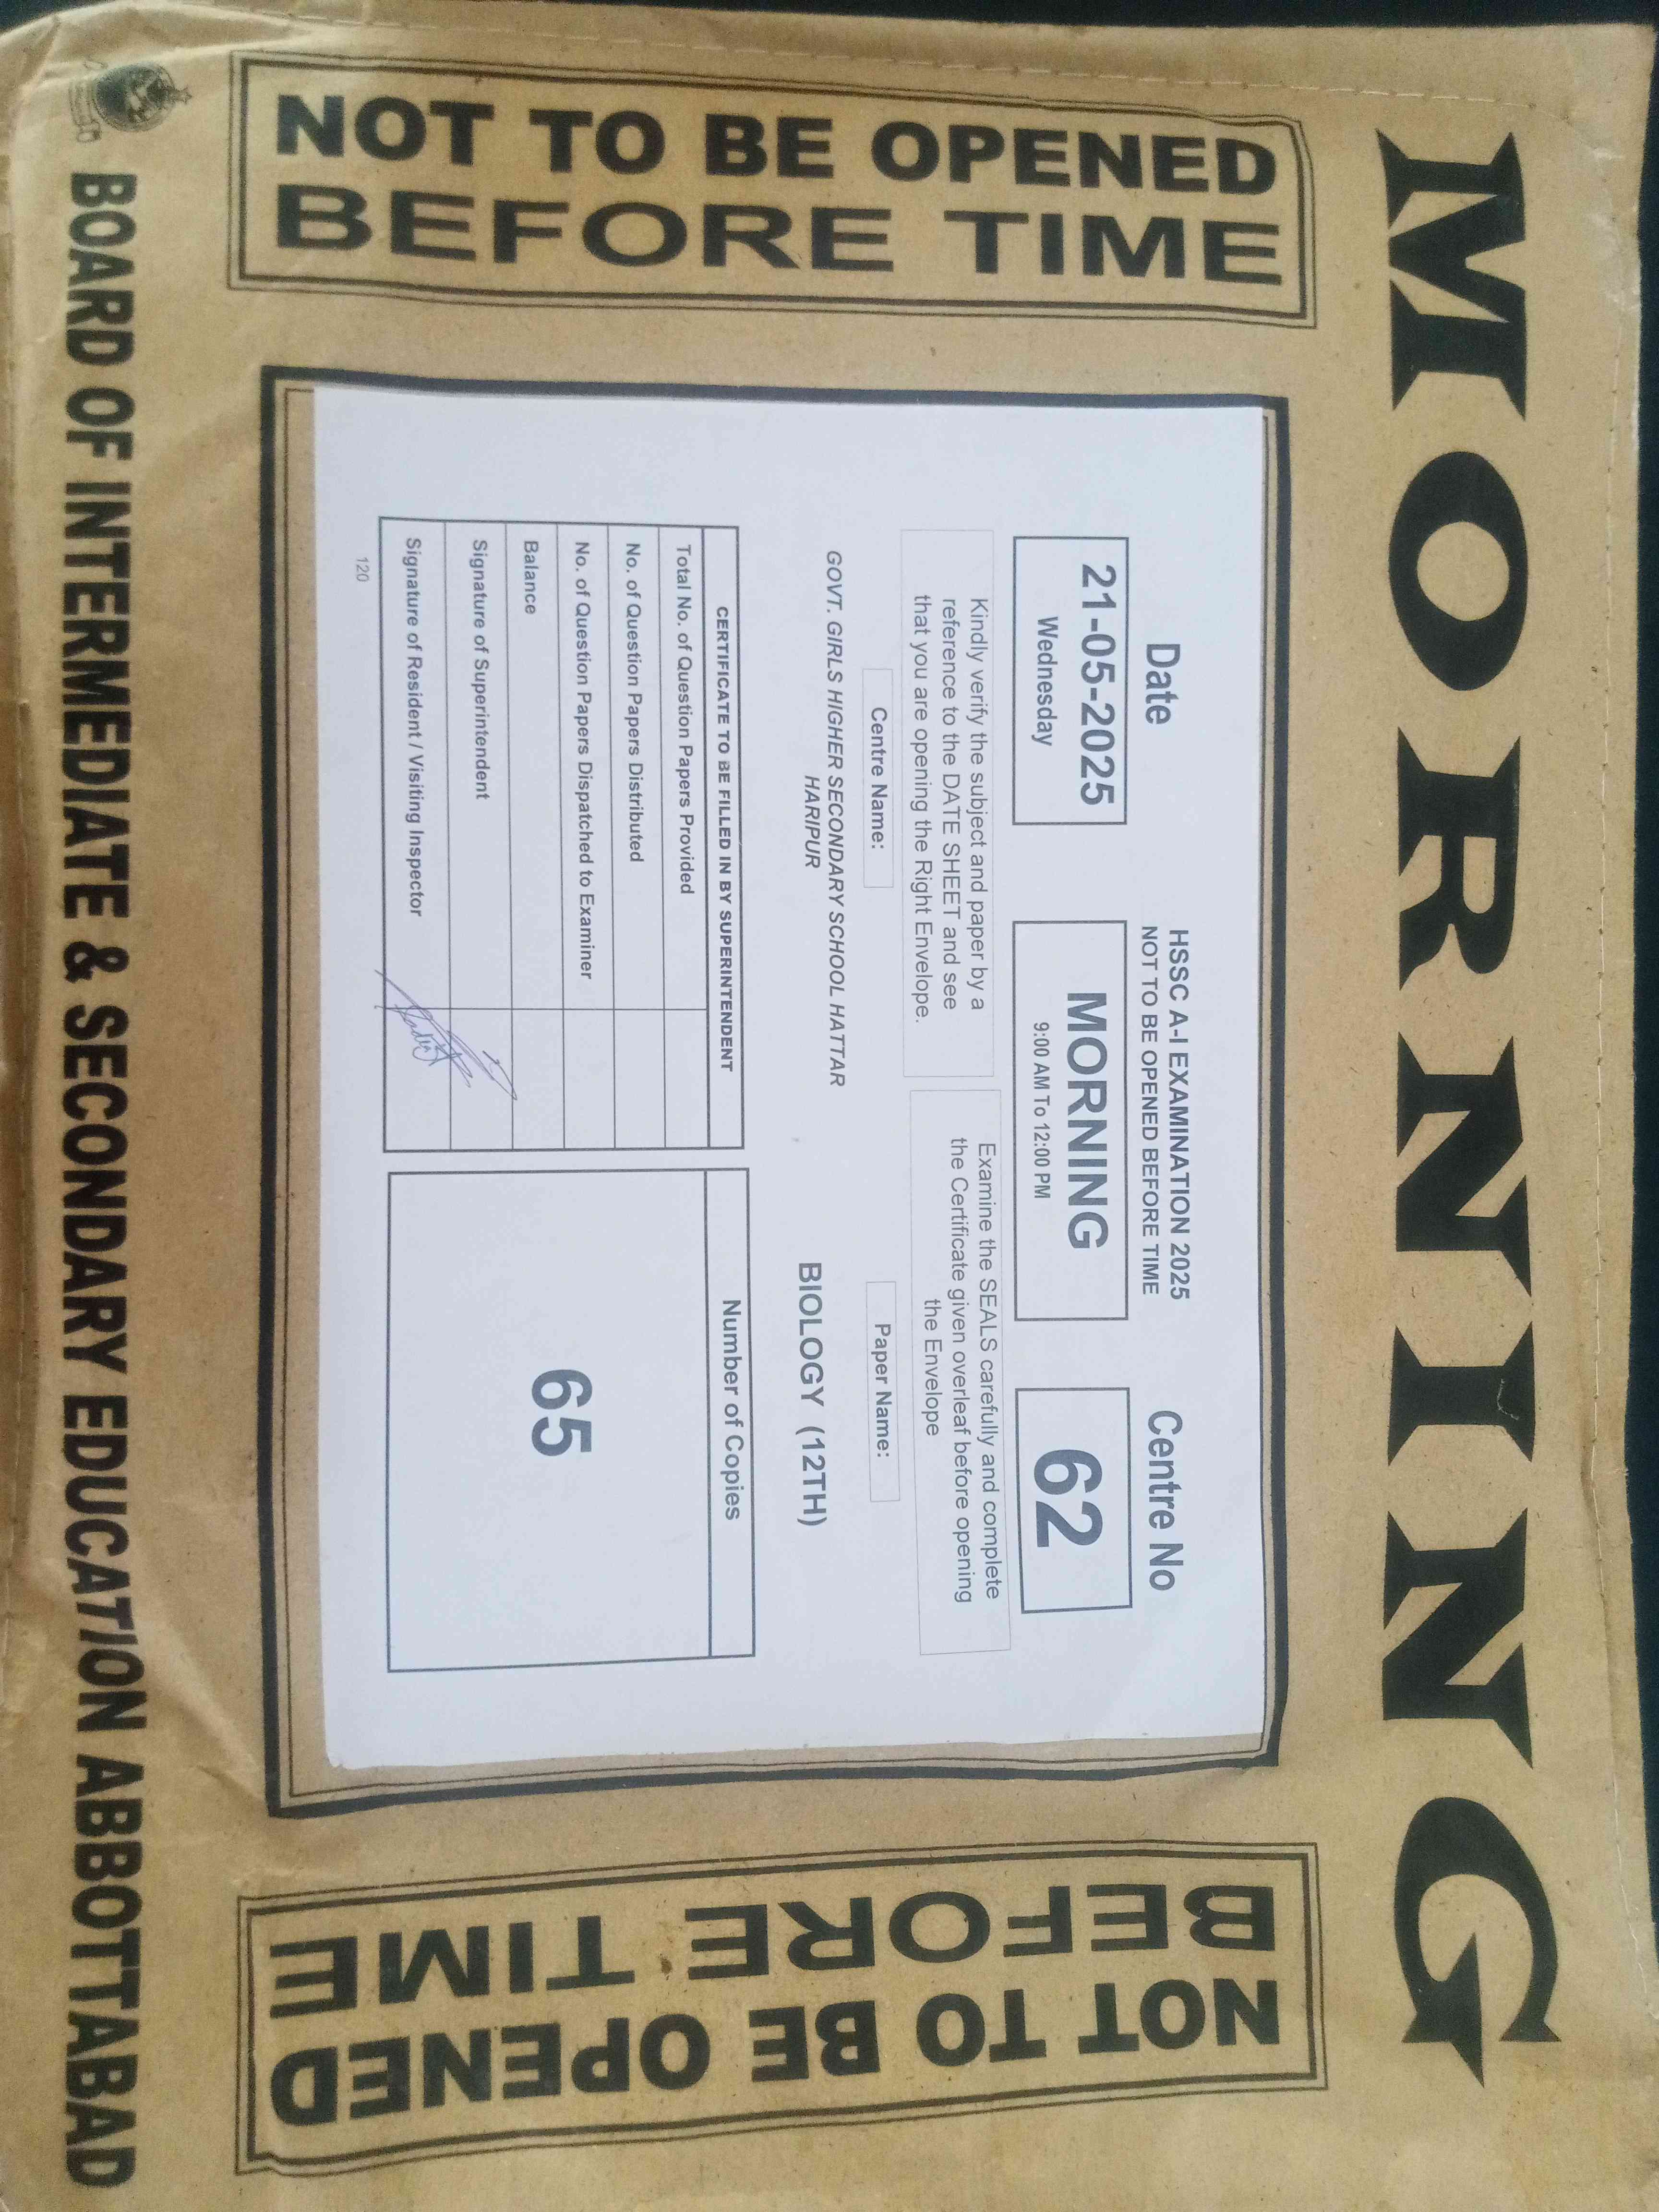 MORNING
NOT TO BE OPENED
BEFORE TIME
Date
HSSC A-I EXAMINATION 2025
NOT TO BE OPENED BEFORE TIME
Centre No
21-05-2025
Wednesday
MORNING
9:00 AM To 12:00 PM
62
Kindly verify the subject and paper by a
reference to the DATE SHEET and see
that you are opening the Right Envelope.
Examine the SEALS carefully and complete
the Certificate given overleaf before opening
the Envelope
Centre Name:
Paper Name:
GOVT. GIRLS HIGHER SECONDARY SCHOOL HATTAR
HARIPUR
BIOLOGY (12TH)
CERTIFICATE TO BE FILLED IN BY SUPERINTENDENT
Total No. of Question Papers Provided
No. of Question Papers Distributed
No. of Question Papers Dispatched to Examiner
Balance
Signature of Superintendent
Signature of Resident / Visiting Inspector
Number of Copies
65
120
NOT TO BE OPENED
BEFORE TIME
BOARD OF INTERMEDIATE & SECONDARY EDUCATION ABBOTTABAD